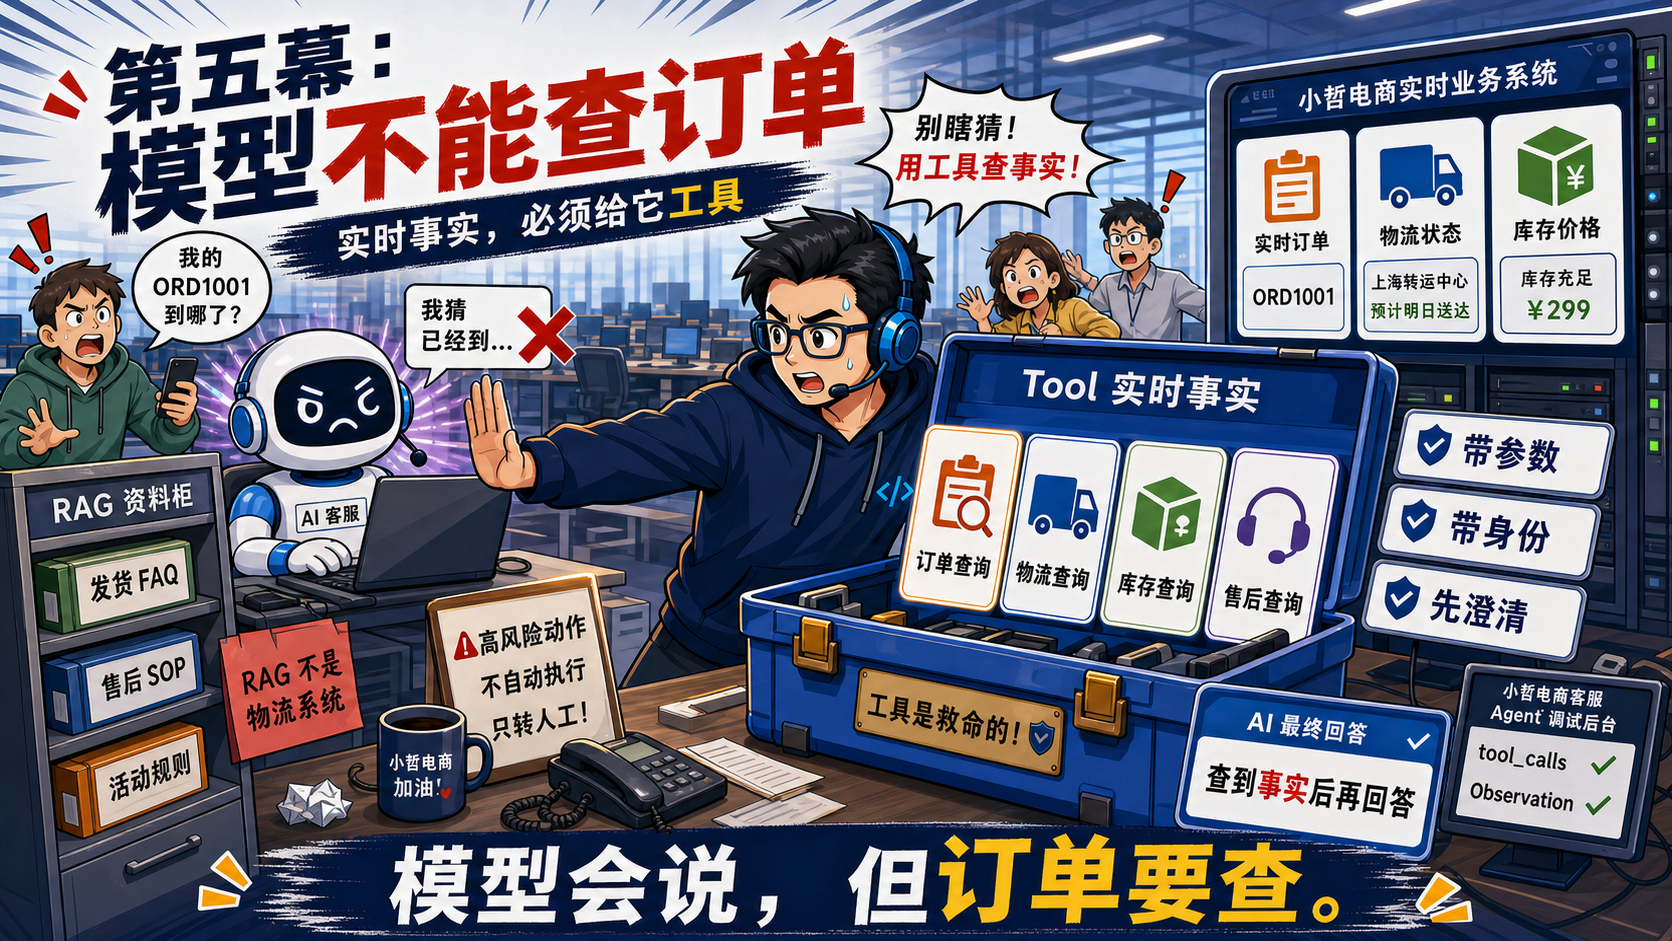 第五幕：
模型不能查订单
实时事实，必须给它工具
我的
ORD1001
到哪了？
我猜
已经到...
别瞎猜！
用工具查事实！
小哲电商实时业务系统
实时订单
ORD1001
物流状态
上海转运中心
预计明日送达
库存价格
库存充足
¥299
¥
Tool 实时事实
订单查询
物流查询
库存查询
售后查询
带参数
带身份
先澄清
RAG 资料柜
发货 FAQ
售后 SOP
活动规则
AI 客服
</>
RAG 不是
物流系统
高风险动作
不自动执行
只转人工！
小哲电商
加油！
工具是救命的！
AI 最终回答
查到事实后再回答
小哲电商客服
Agent 调试后台
tool_calls
Observation
模型会说，但订单要查。